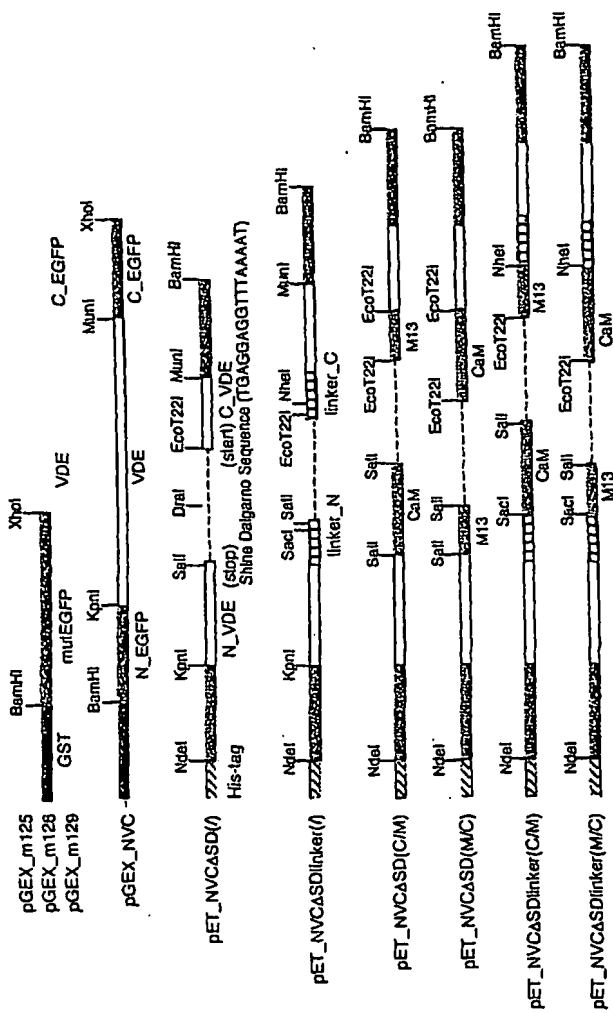 pGEX_m125
pGEX_m128
pGEX_m129
BamHI
XhoI
GST
mutEGFP
VDE
pGEX_NVC
BamHI
KpnI
MunI
XhoI
N_EGFP
VDE
C_EGFP
C_EGFP
pET_NVCΔSD(/)
NdeI
KpnI
SalI
DraI
EcoT22I
MunI
BamHI
His-tag
N_VDE
(stop)
(start) C_VDE
Shine Dalgarno Sequence (TGAGGAGGTTTAAAAT)
pET_NVCΔSDlinker(/)
NdeI
KpnI
SacI
SalI
EcoT22I
NheI
MunI
BamHI
linker_N
linker_C
pET_NVCΔSD(C/M)
NdeI
SalI
SalI
EcoT22I
EcoT22I
BamHI
CaM
M13
pET_NVCΔSD(M/C)
NdeI
SalI
SalI
EcoT22I
EcoT22I
BamHI
M13
CaM
pET_NVCΔSDlinker(C/M)
NdeI
SacI
SalI
EcoT22I
NheI
BamHI
CaM
M13
pET_NVCΔSDlinker(M/C)
NdeI
SacI
SalI
EcoT22I
NheI
BamHI
M13
CaM